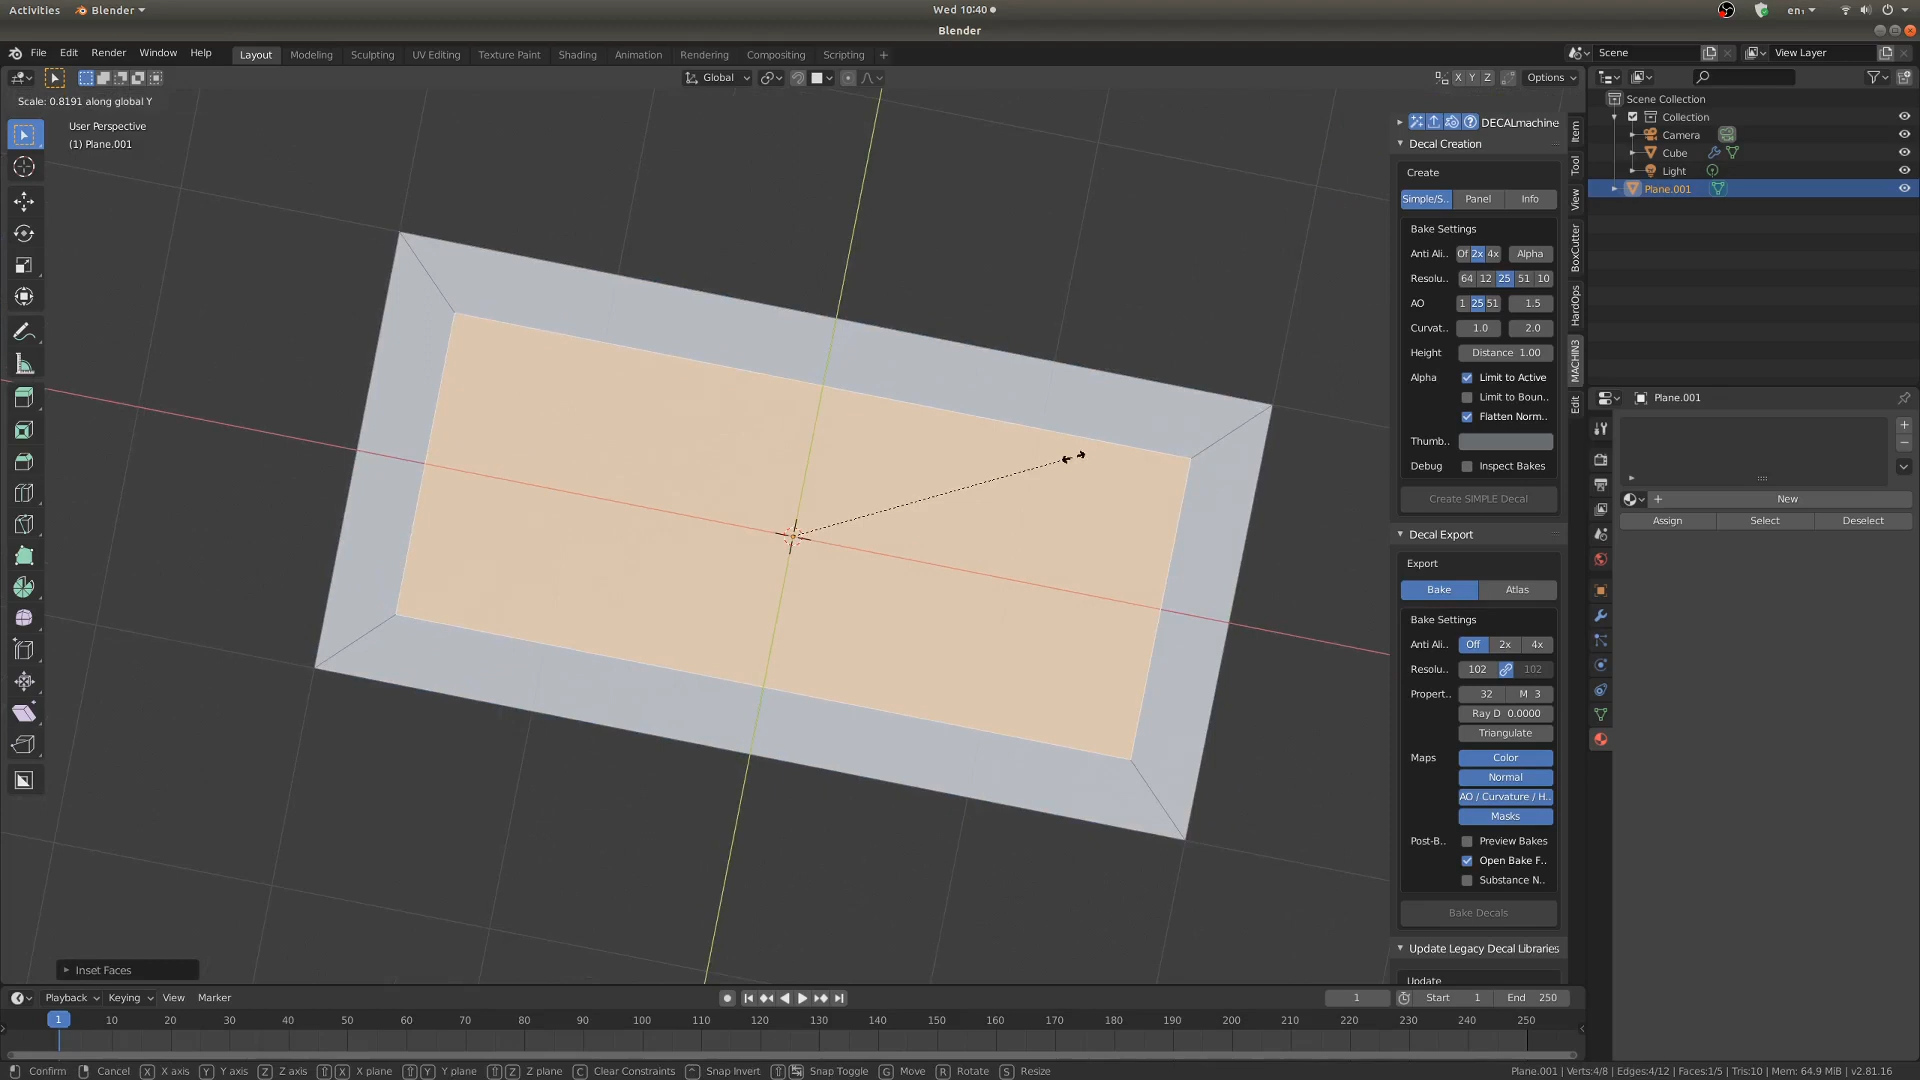 Activities Blender Wed 10:40 en₁
Blender
File Edit Render Window Help Layout Modeling Sculpting UV Editing Texture Paint Shading Animation Rendering Compositing Scripting + Scene View Layer
Global X Y Z Options
Scale: 0.8191 along global Y
User Perspective
(1) Plane.001
DECALmachine
Decal Creation
Create
Simple/S.. Panel Info
Bake Settings
Anti Ali.. Of 2x 4x Alpha
Resolu.. 64 12 25 51 10
AO 1 25 51 1.5
Curvat.. 1.0 2.0
Height Distance 1.00
Alpha Limit to Active
Limit to Boun..
Flatten Norm..
Thumb..
Debug Inspect Bakes
Create SIMPLE Decal
Decal Export
Export
Bake Atlas
Bake Settings
Anti Ali.. Off 2x 4x
Resolu.. 102 102
Propert.. 32 M 3
Ray D 0.0000
Triangulate
Maps Color
Normal
AO / Curvature / H..
Masks
Post-B.. Preview Bakes
Open Bake F..
Substance N..
Bake Decals
Update Legacy Decal Libraries
Update
Item
Tool
View
BoxCutter
HardOps
MACHIN3
Edit
Scene Collection
Collection
Camera
Cube
Light
Plane.001
Plane.001
+ New
Assign Select Deselect
Inset Faces
Playback Keying View Marker 1 Start 1 End 250
1 10 20 30 40 50 60 70 80 90 100 110 120 130 140 150 160 170 180 190 200 210 220 230 240 250
Confirm Cancel X X axis Y Y axis Z Z axis X X plane Y Y plane Z Z plane C Clear Constraints ^ Snap Invert Snap Toggle G Move R Rotate S Resize Plane.001 | Verts:4/8 | Edges:4/12 | Faces:1/5 | Tris:10 | Mem: 64.9 MiB | v2.81.16